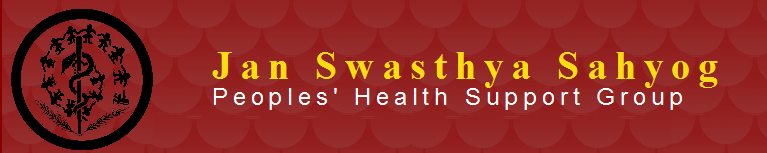 Jan Swasthya Sahyog
Peoples' Health Support Group